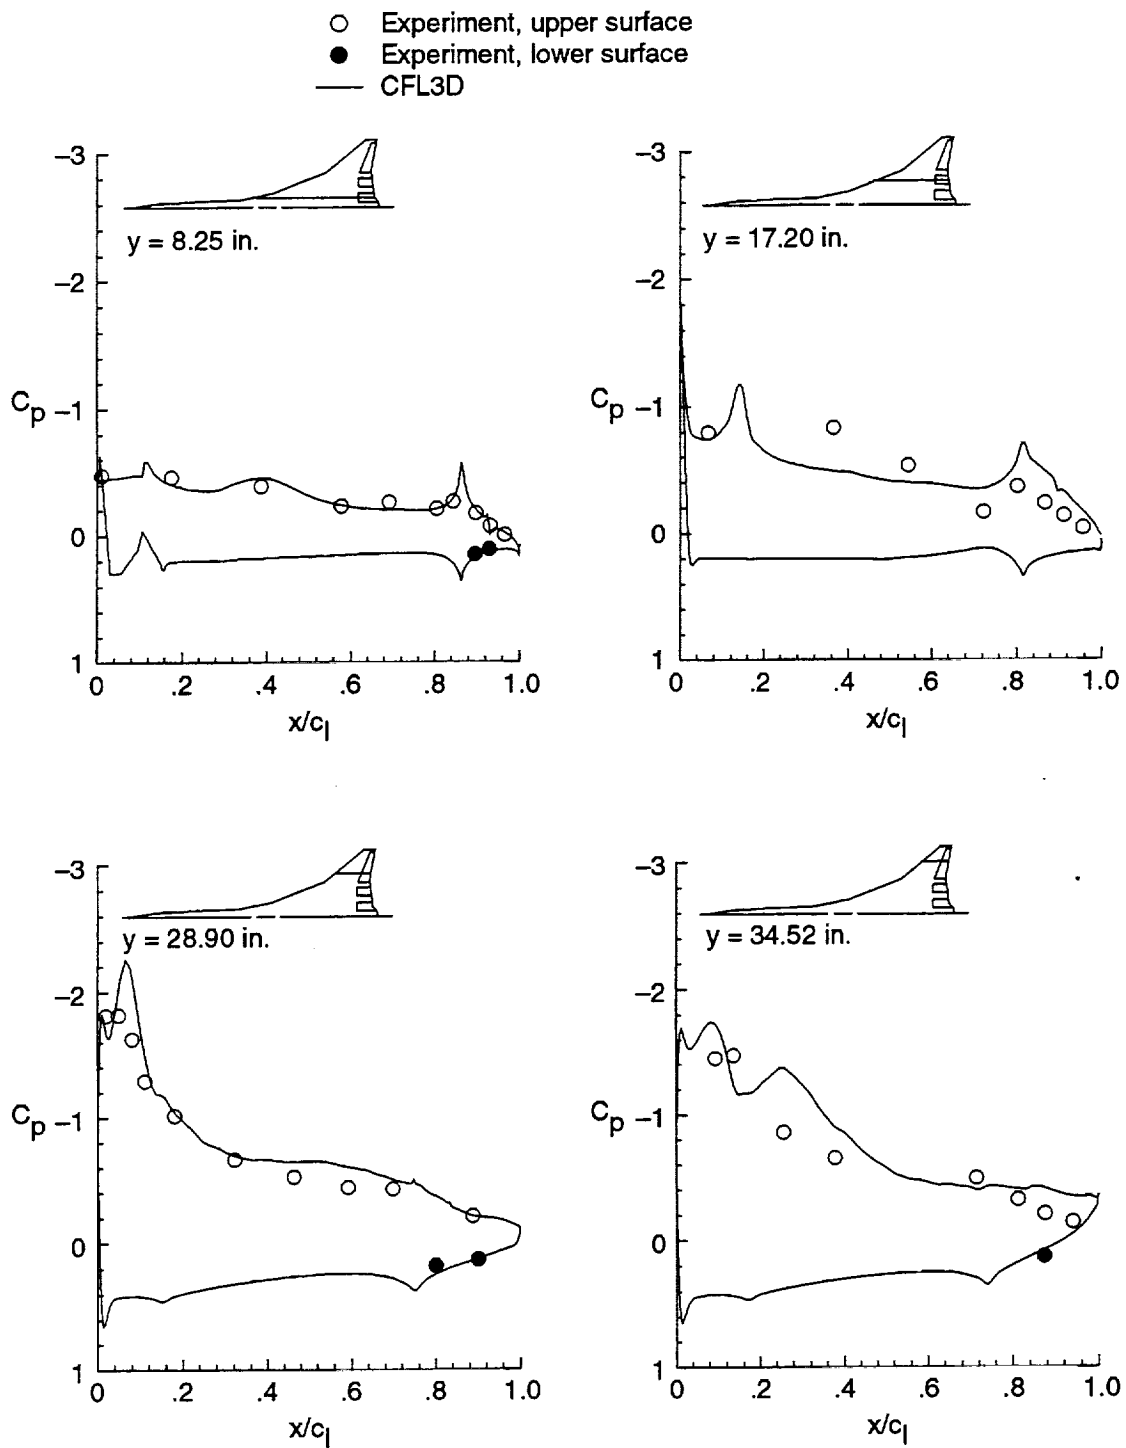 Experiment, upper surface
Experiment, lower surface
CFL3D
–3
y = 8.25 in.
–2
Cp –1
0
1
0 .2 .4 .6 .8 1.0
x/cl
–3
y = 17.20 in.
–2
Cp –1
0
1
0 .2 .4 .6 .8 1.0
x/cl
–3
y = 28.90 in.
–2
Cp –1
0
1
0 .2 .4 .6 .8 1.0
x/cl
–3
y = 34.52 in.
–2
Cp –1
0
1
0 .2 .4 .6 .8 1.0
x/cl